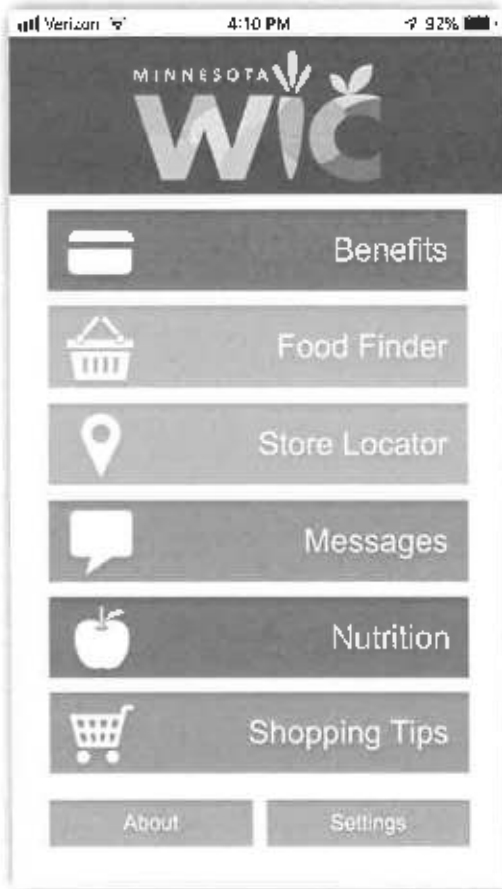 Verizon 4:10 PM 92%
MINNESOTA
WIC
Benefits
Food Finder
Store Locator
Messages
Nutrition
Shopping Tips
About Settings